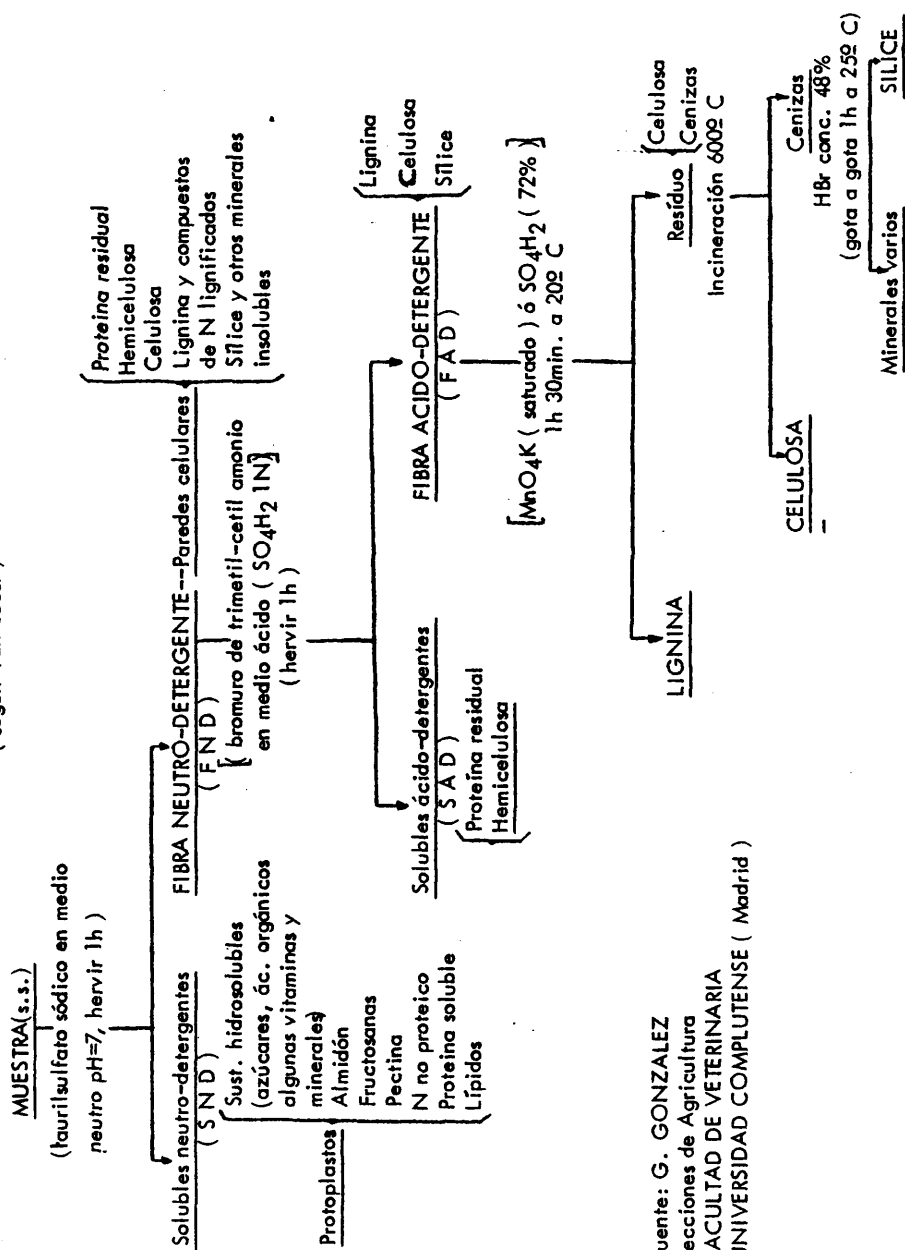 MUESTRA(s.s.)
(laurilsulfato sódico en medio
neutro pH=7, hervir 1h )
Solubles neutro-detergentes
( S N D )
Protoplastos
Sust. hidrosolubles
(azúcares, ác. orgánicos
algunas vitaminas y
minerales)
Almidón
Fructosanas
Pectina
N no proteico
Proteina soluble
Lípidos
FIBRA NEUTRO-DETERGENTE--Paredes celulares
( F N D )
Proteina residual
Hemicelulosa
Celulosa
Lignina y compuestos
de N lignificados
Sílice y otros minerales
insolubles
[( bromuro de trimetil-cetil amonio
en medio ácido ( SO4H2 1N)]
( hervir 1h )
Solubles ácido-detergentes
( S A D )
Proteína residual
Hemicelulosa
FIBRA ACIDO-DETERGENTE
( F A D )
Lignina
Celulosa
Sílice
[MnO4K ( saturado ) ó SO4H2 ( 72% )]
1h 30min. a 20º C
LIGNINA
Resíduo
Celulosa
Cenizas
Incineración 600º C
CELULOSA
Cenizas
HBr conc. 48%
(gota a gota 1h a 25º C)
Minerales varios
SILICE
uente: G. GONZALEZ
ecciones de Agricultura
ACULTAD DE VETERINARIA
NIVERSIDAD COMPLUTENSE ( Madrid )